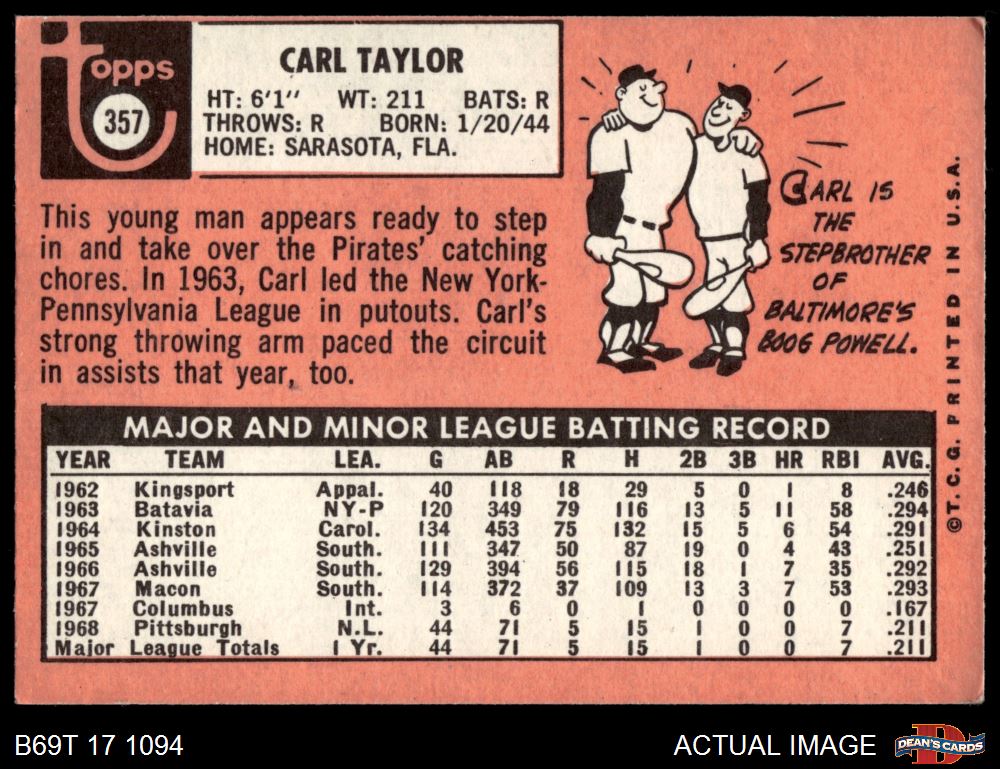 topps
357
CARL TAYLOR
HT: 6'1" WT: 211 BATS: R
THROWS: R BORN: 1/20/44
HOME: SARASOTA, FLA.
This young man appears ready to step
in and take over the Pirates' catching
chores. In 1963, Carl led the New York-
Pennsylvania League in putouts. Carl's
strong throwing arm paced the circuit
in assists that year, too.
CARL IS
THE
STEPBROTHER
OF
BALTIMORE'S
BOOG POWELL.
©T.C.G. PRINTED IN U.S.A.
MAJOR AND MINOR LEAGUE BATTING RECORD
YEAR TEAM LEA. G AB R H 2B 3B HR RBI AVG.
1962 Kingsport Appal. 40 118 18 29 5 0 1 8 .246
1963 Batavia NY-P 120 349 79 116 13 5 11 58 .294
1964 Kinston Carol. 134 453 75 132 15 5 6 54 .291
1965 Ashville South. 111 347 50 87 19 0 4 43 .251
1966 Ashville South. 129 394 56 115 18 1 7 35 .292
1967 Macon South. 114 372 37 109 13 3 7 53 .293
1967 Columbus Int. 3 6 0 1 0 0 0 0 .167
1968 Pittsburgh N.L. 44 71 5 15 1 0 0 7 .211
Major League Totals 1 Yr. 44 71 5 15 1 0 0 7 .211
B69T 17 1094
ACTUAL IMAGE
D
DEAN'S CARDS